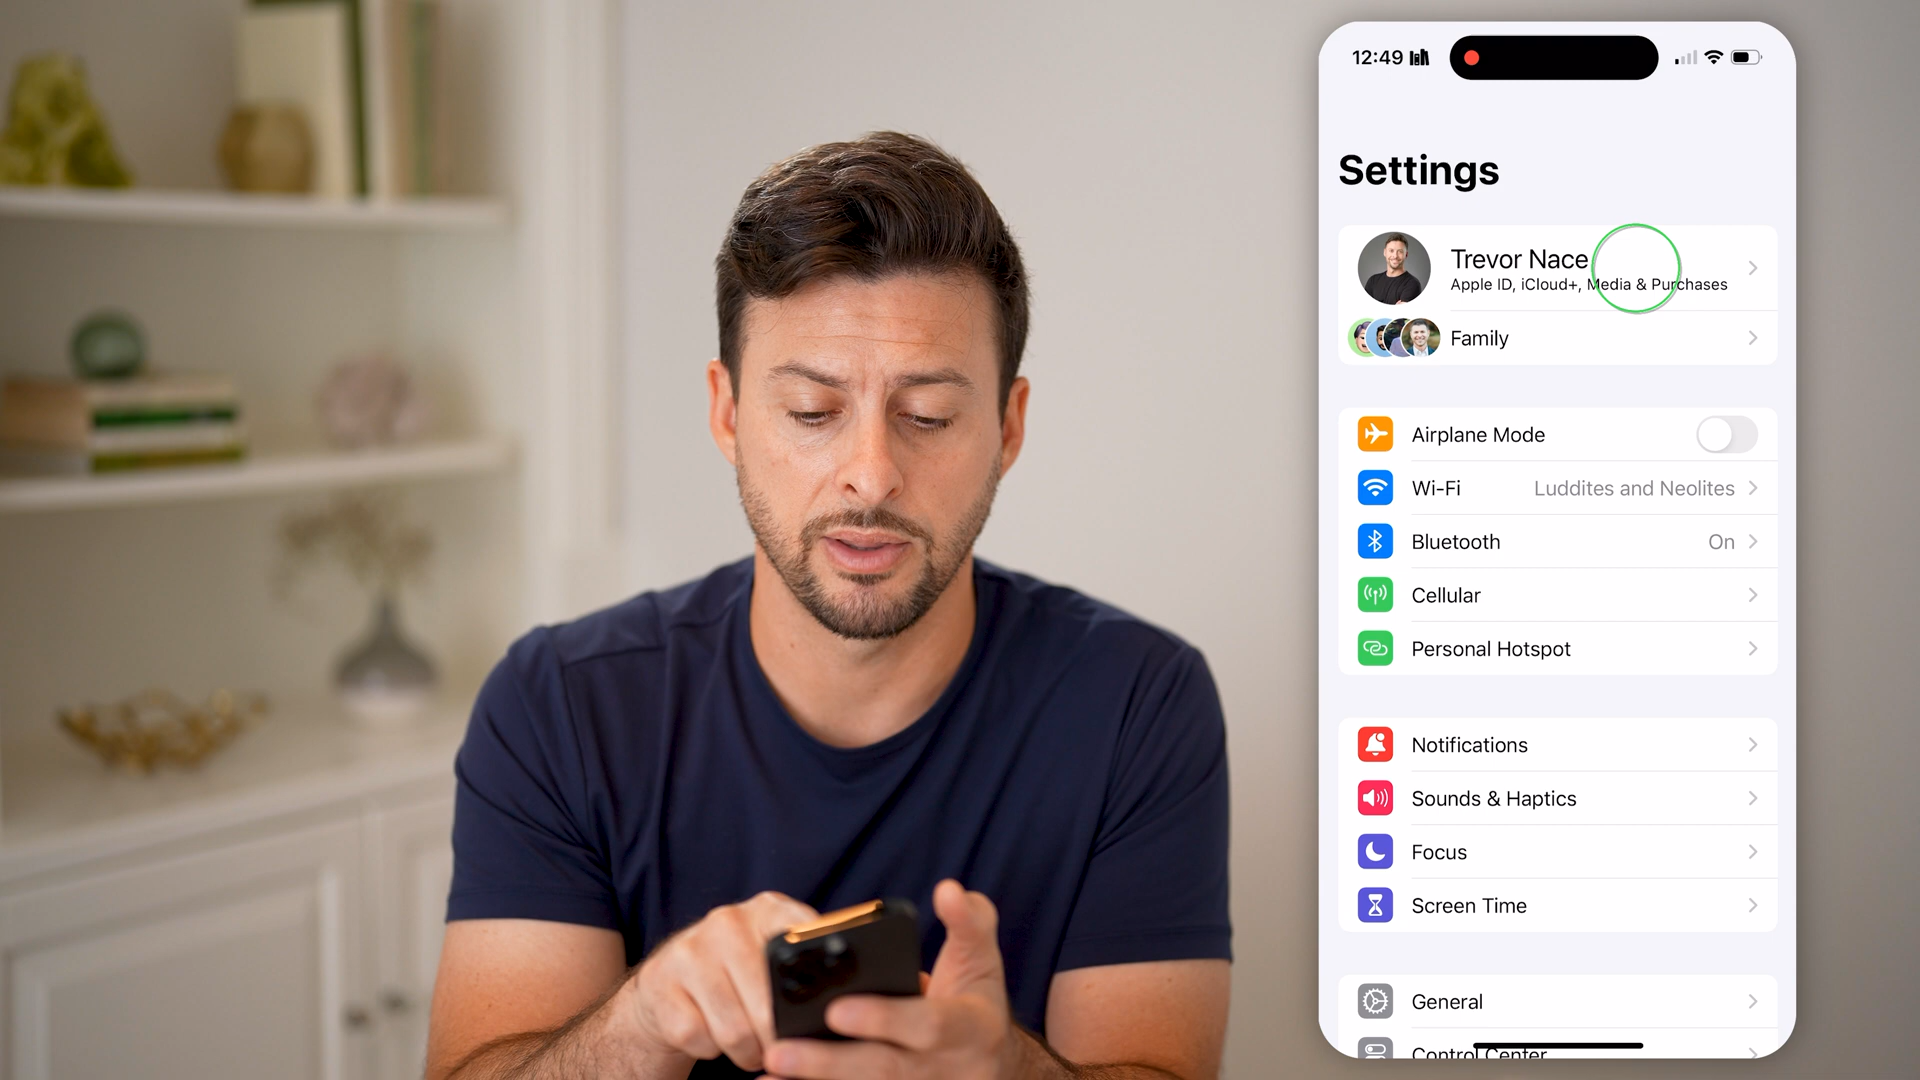 12:49
Settings
Trevor Nace
Apple ID, iCloud+, Media & Purchases
Family
Airplane Mode
Wi-Fi Luddites and Neolites
Bluetooth On
Cellular
Personal Hotspot
Notifications
Sounds & Haptics
Focus
Screen Time
General
Control Center